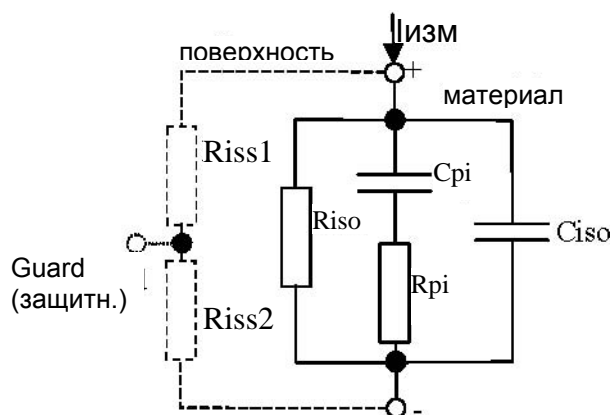 Iизм
поверхность
+
материал
Riss1
Cpi
Riso
Ciso
Guard
(защитн.)
Rpi
Riss2
-